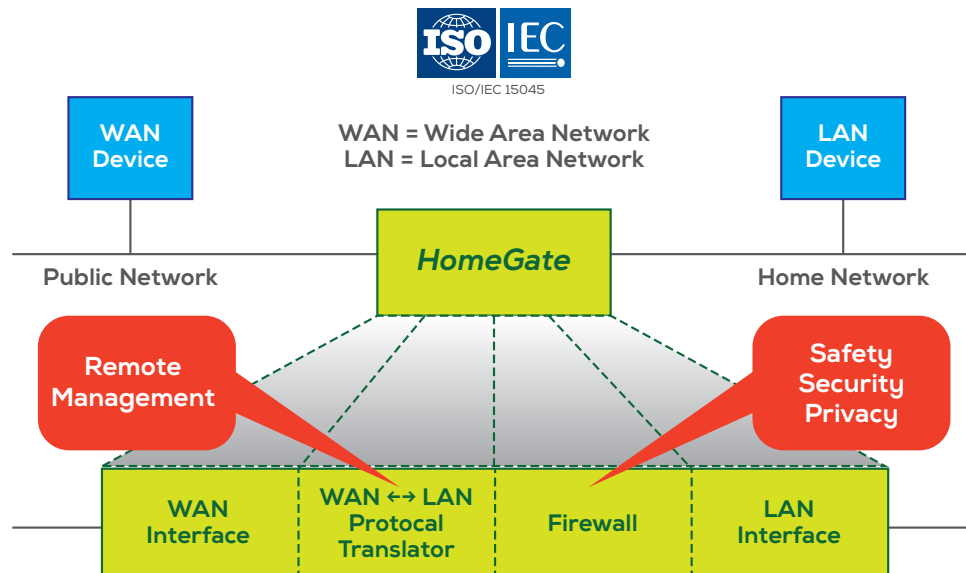 ISO IEC
ISO/IEC 15045
WAN
Device
WAN = Wide Area Network
LAN = Local Area Network
LAN
Device
HomeGate
Public Network
Home Network
Remote
Management
Safety
Security
Privacy
WAN
Interface
WAN ←→ LAN
Protocal
Translator
Firewall
LAN
Interface